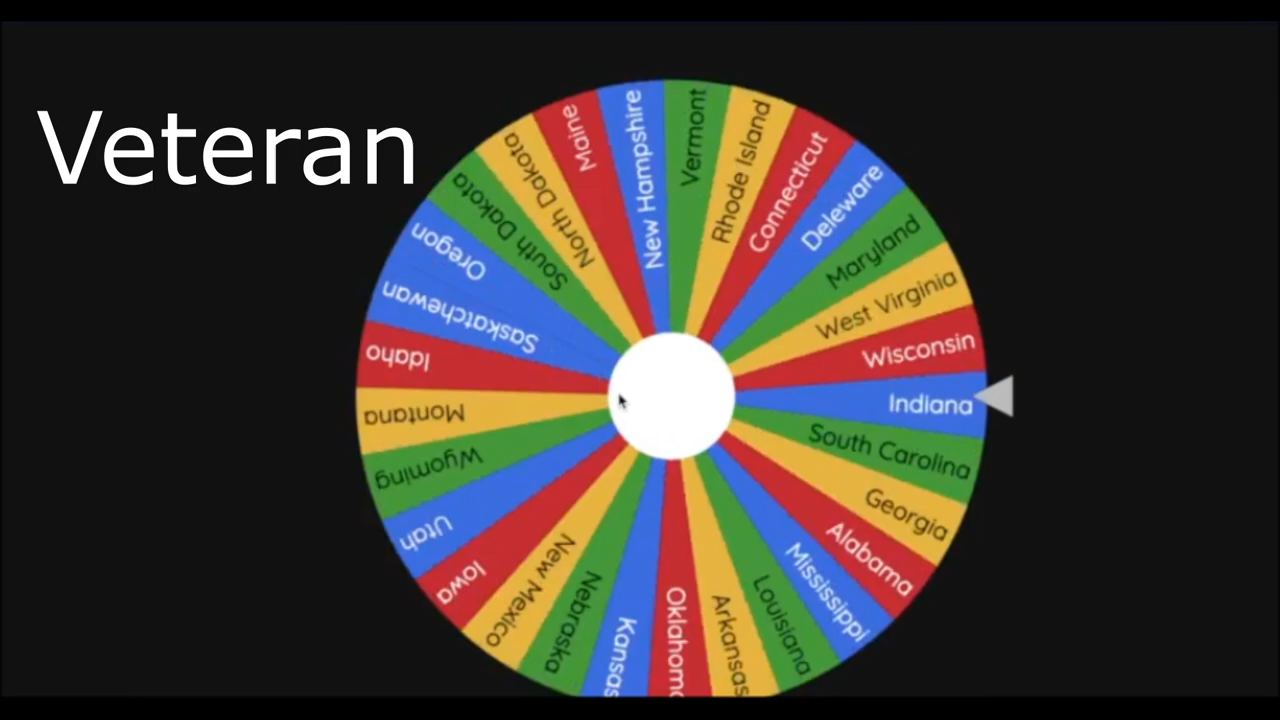 Veteran
Maine
New Hampshire
Vermont
Rhode Island
Connecticut
Deleware
Maryland
West Virginia
Wisconsin
Indiana
South Carolina
Georgia
Alabama
Mississippi
Louisiana
Arkansas
Oklahoma
Kansas
Nebraska
New Mexico
Iowa
Utah
Wyoming
Montana
Idaho
Saskatchewan
Oregon
South Dakota
North Dakota